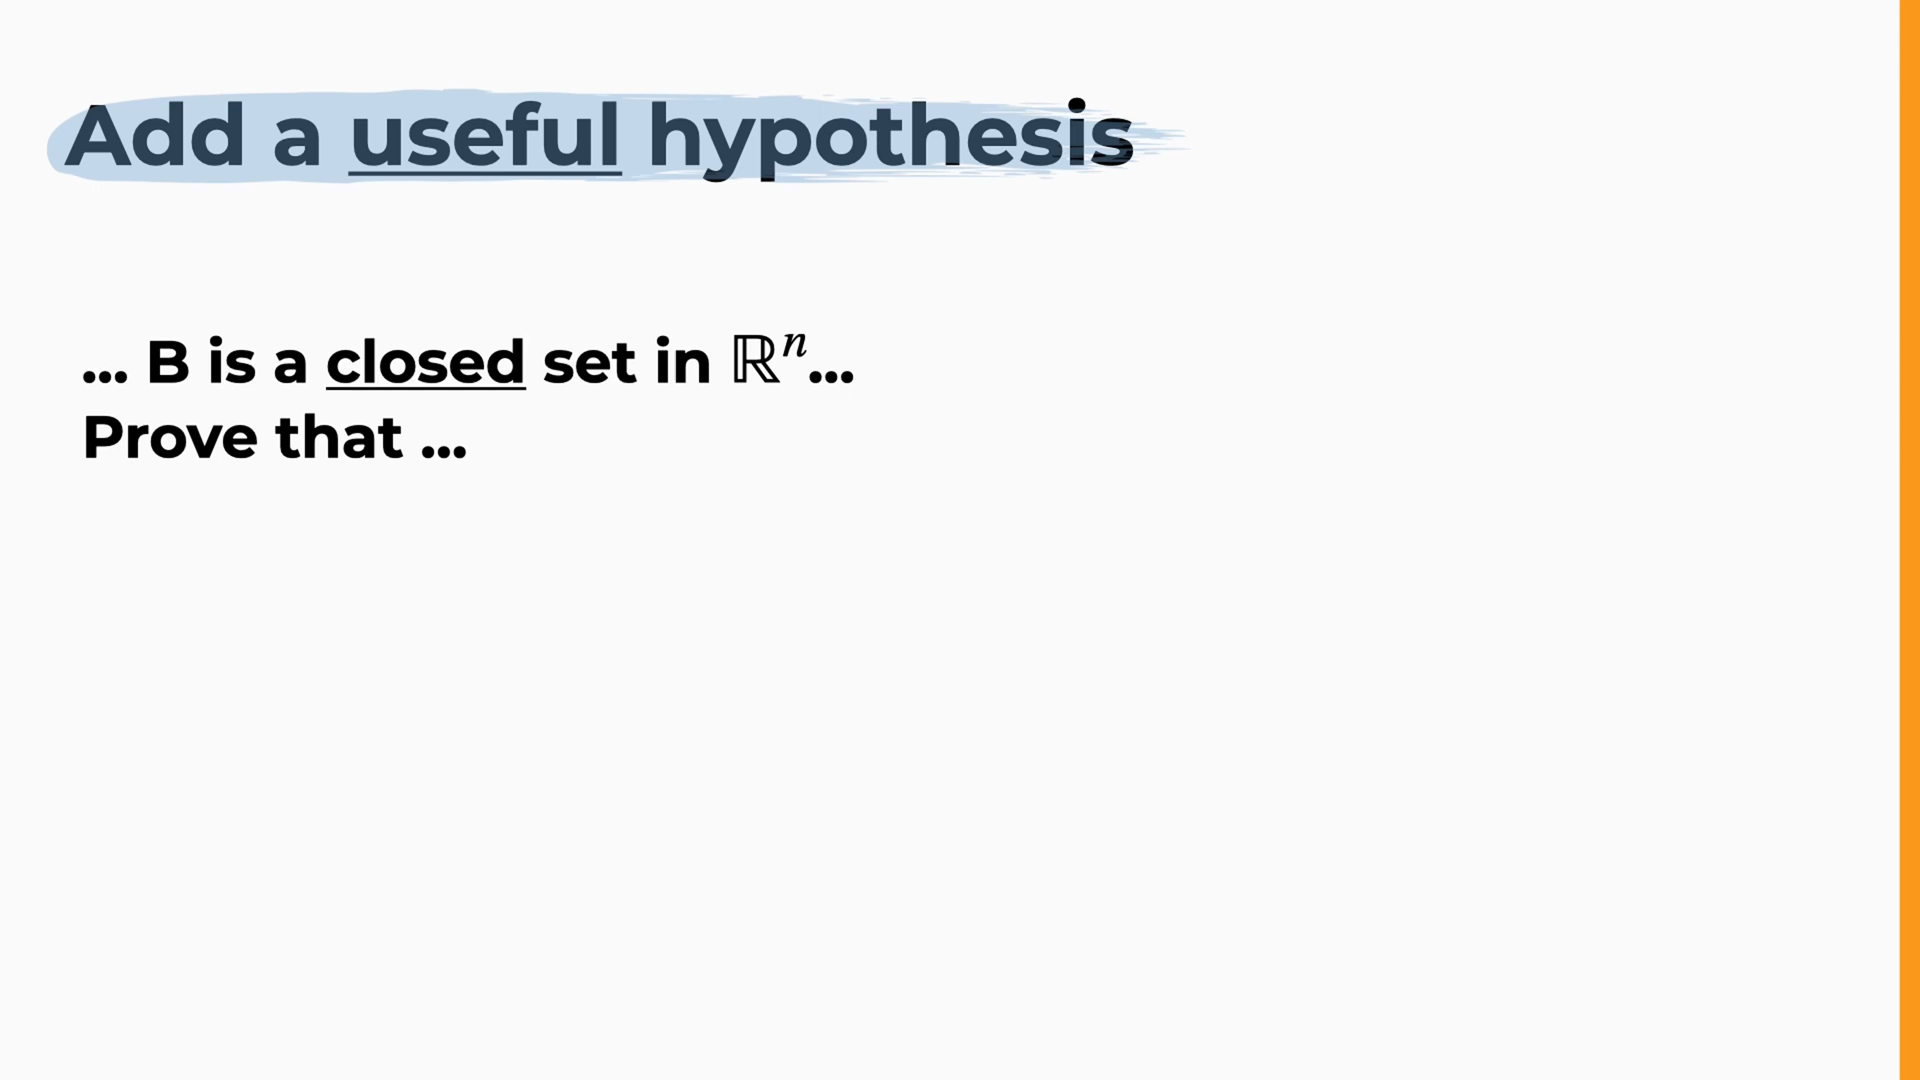 Add a useful hypothesis
... B is a closed set in ℝⁿ...
Prove that ...